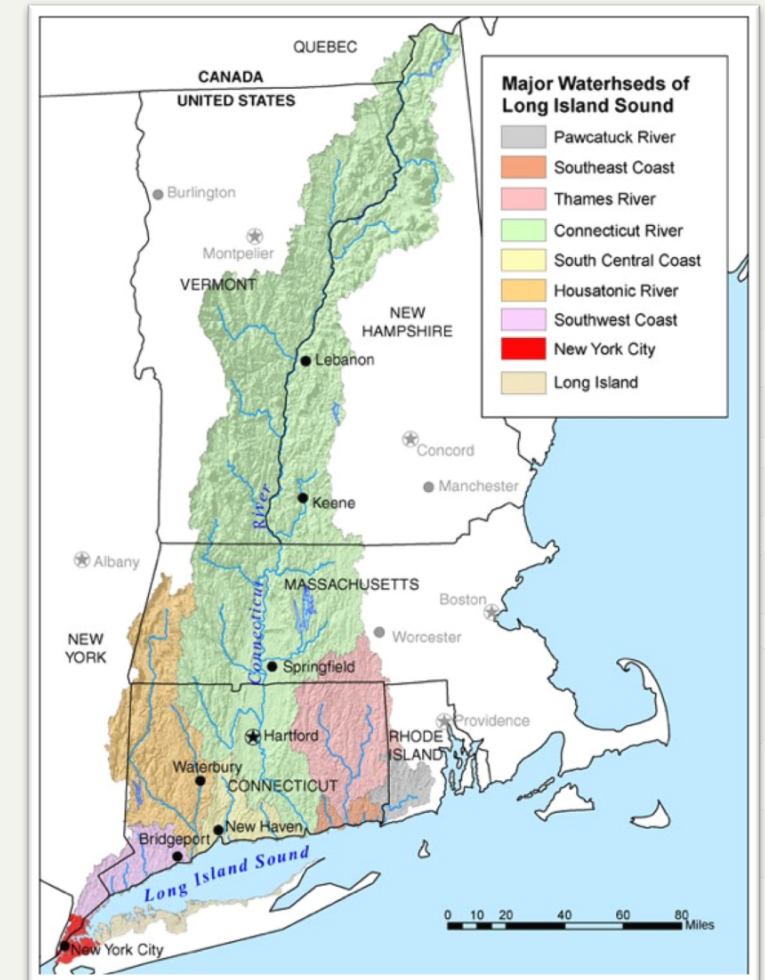 QUEBEC
CANADA
UNITED STATES
Major Waterhseds of
Long Island Sound
Pawcatuck River
Southeast Coast
Thames River
Connecticut River
South Central Coast
Housatonic River
Southwest Coast
New York City
Long Island
Burlington
Montpelier
VERMONT
NEW
HAMPSHIRE
Lebanon
Concord
Manchester
Keene
Connecticut River
Albany
MASSACHUSETTS
Boston
Worcester
NEW
YORK
Springfield
Providence
Hartford
RHODE
ISLAND
Waterbury
CONNECTICUT
New Haven
Bridgeport
Long Island Sound
0 10 20 40 60 80
Miles
New York City